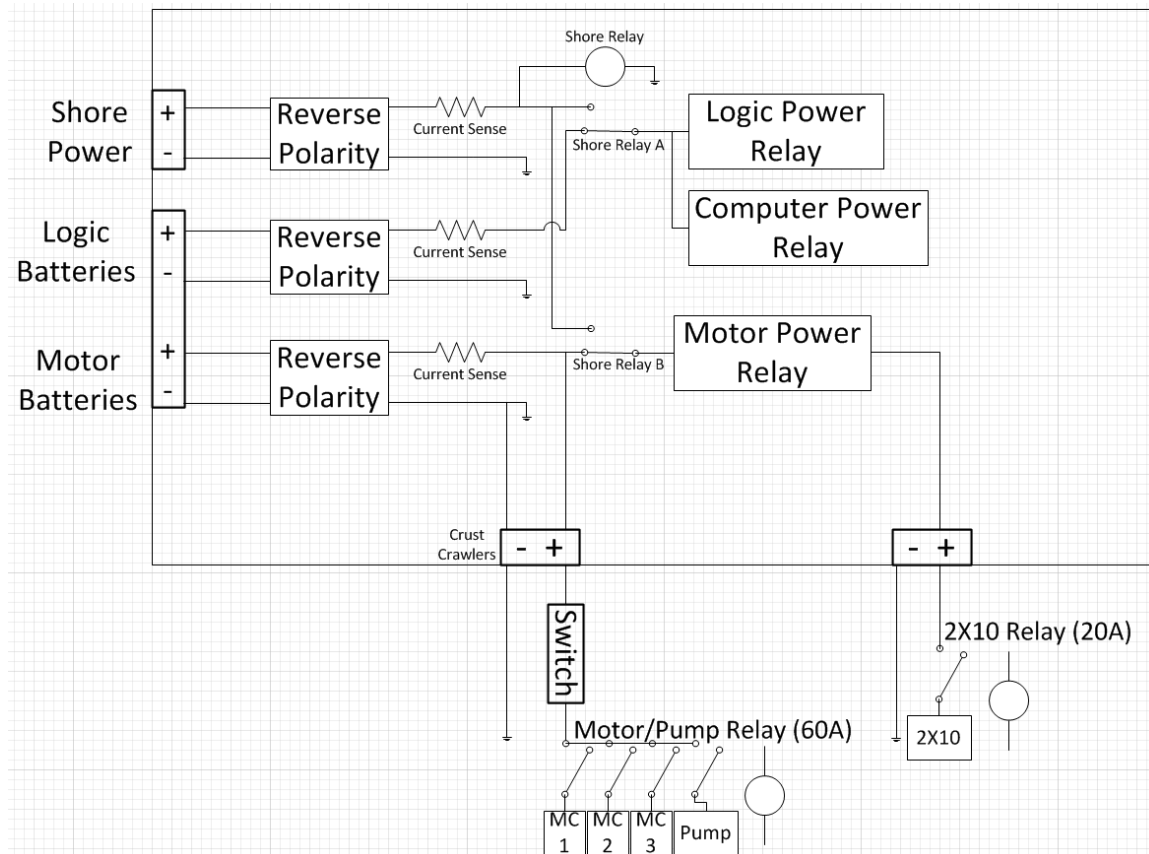 Shore Relay
Shore
Power
+
-
Reverse
Polarity
Current Sense
Shore Relay A
Logic Power
Relay
Computer Power
Relay
Logic
Batteries
+
-
Reverse
Polarity
Current Sense
Motor
Batteries
+
-
Reverse
Polarity
Current Sense
Shore Relay B
Motor Power
Relay
Crust
Crawlers
- +
- +
Switch
2X10 Relay (20A)
2X10
Motor/Pump Relay (60A)
MC
1
MC
2
MC
3
Pump